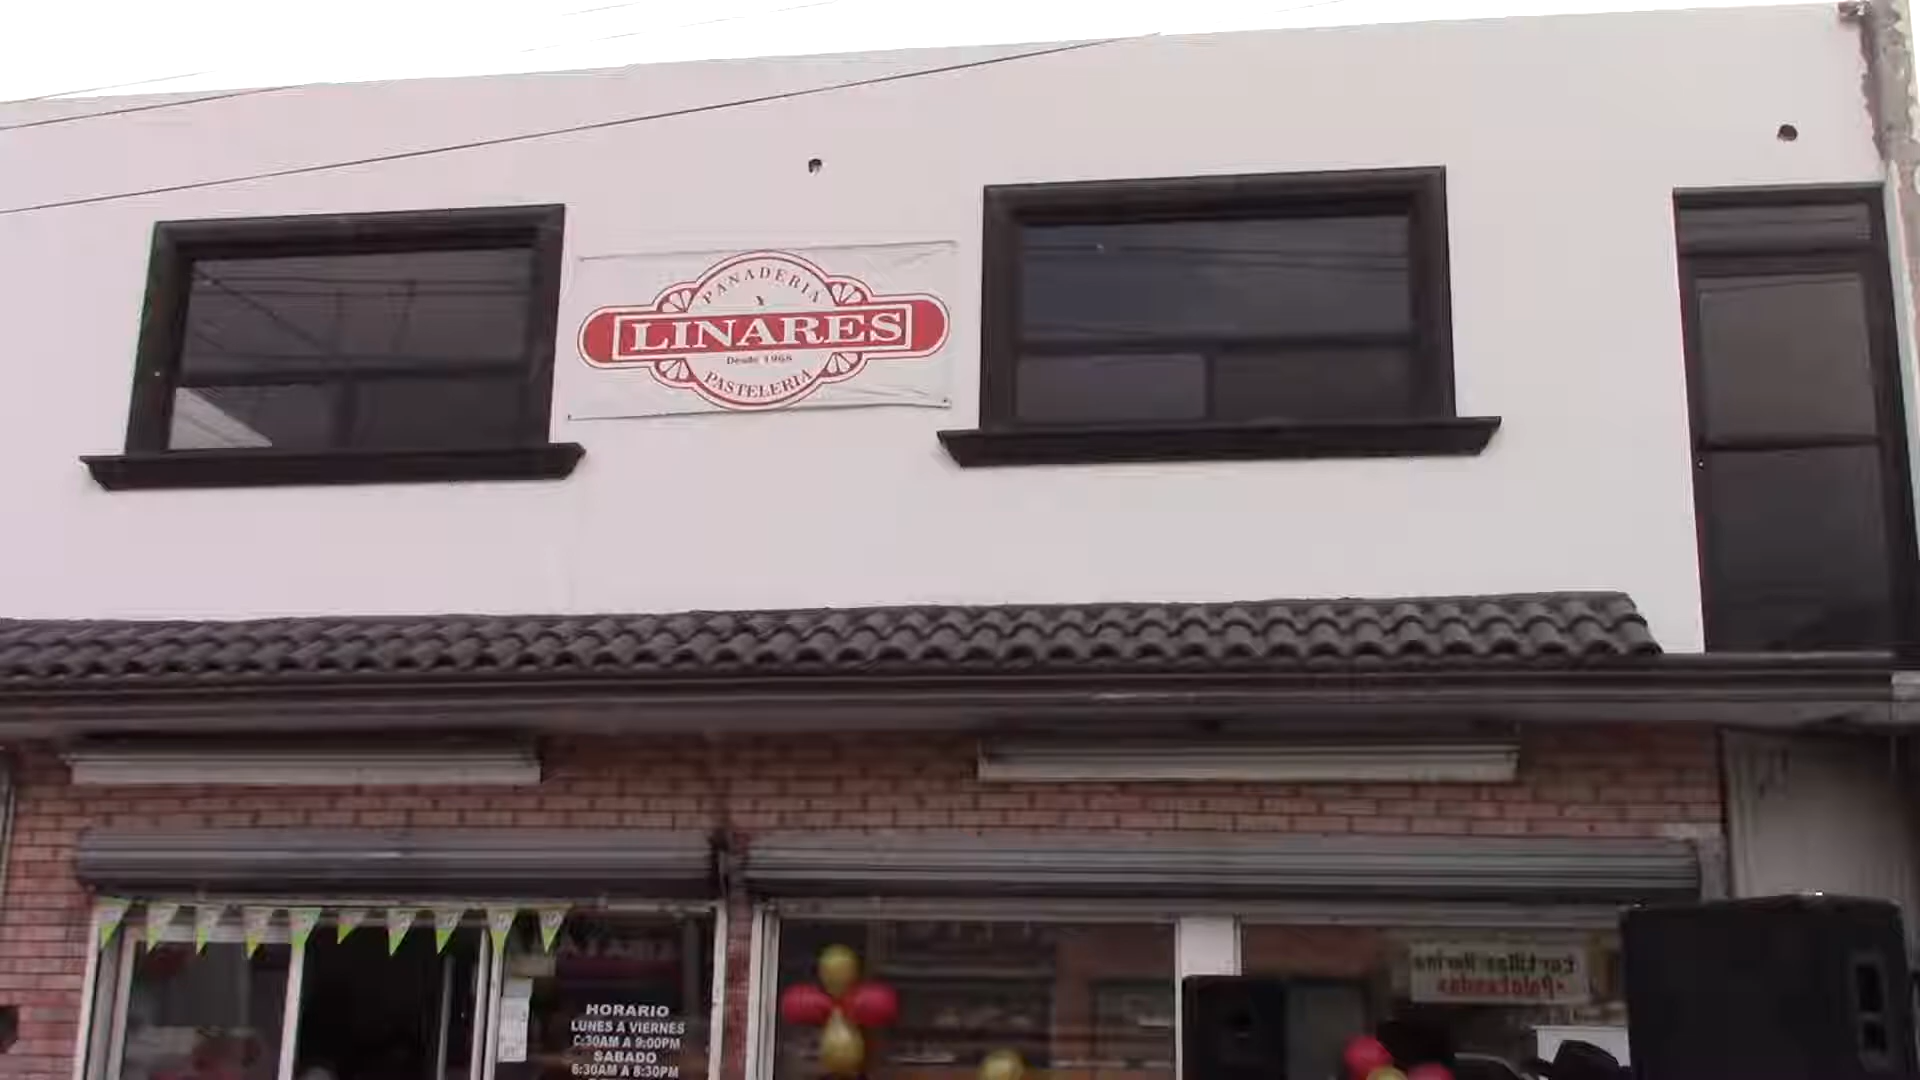 PANADERIA
Y
LINARES
Desde 1968
PASTELERIA
HORARIO
LUNES A VIERNES
6:30AM A 9:00PM
SABADO
6:30AM A 8:30PM
tortillas Harina